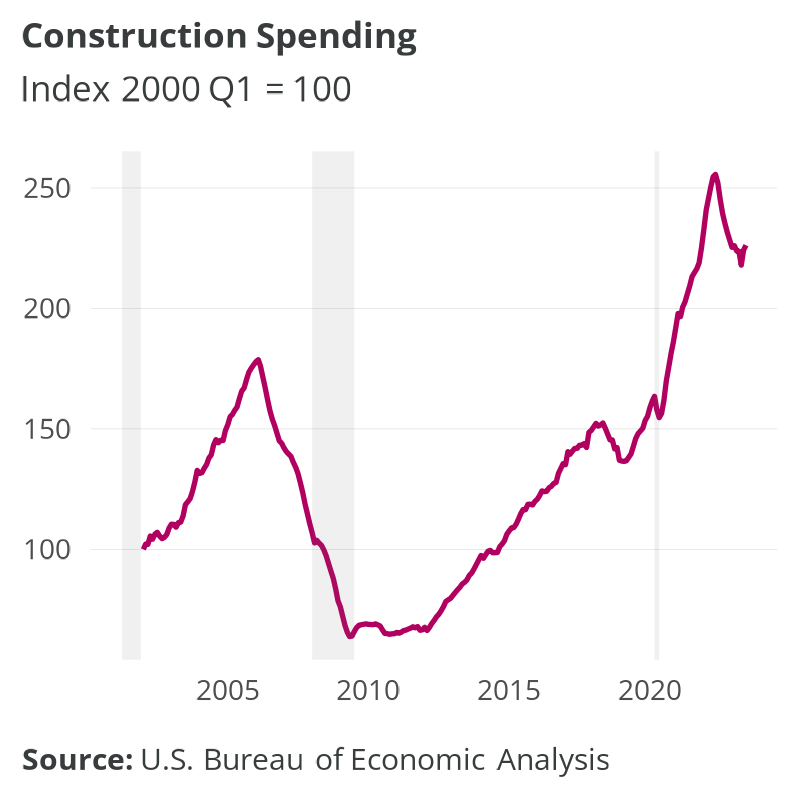 Construction Spending
Index 2000 Q1 = 100
250
200
150
100
2005 2010 2015 2020
Source: U.S. Bureau of Economic Analysis